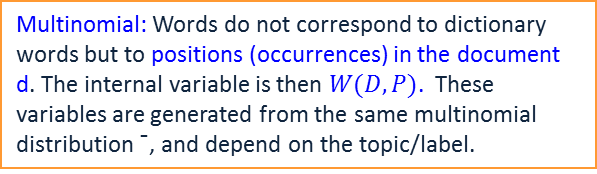 Multinomial: Words do not correspond to dictionary
words but to positions (occurrences) in the document
d. The internal variable is then W(D, P). These
variables are generated from the same multinomial
distribution ¯, and depend on the topic/label.